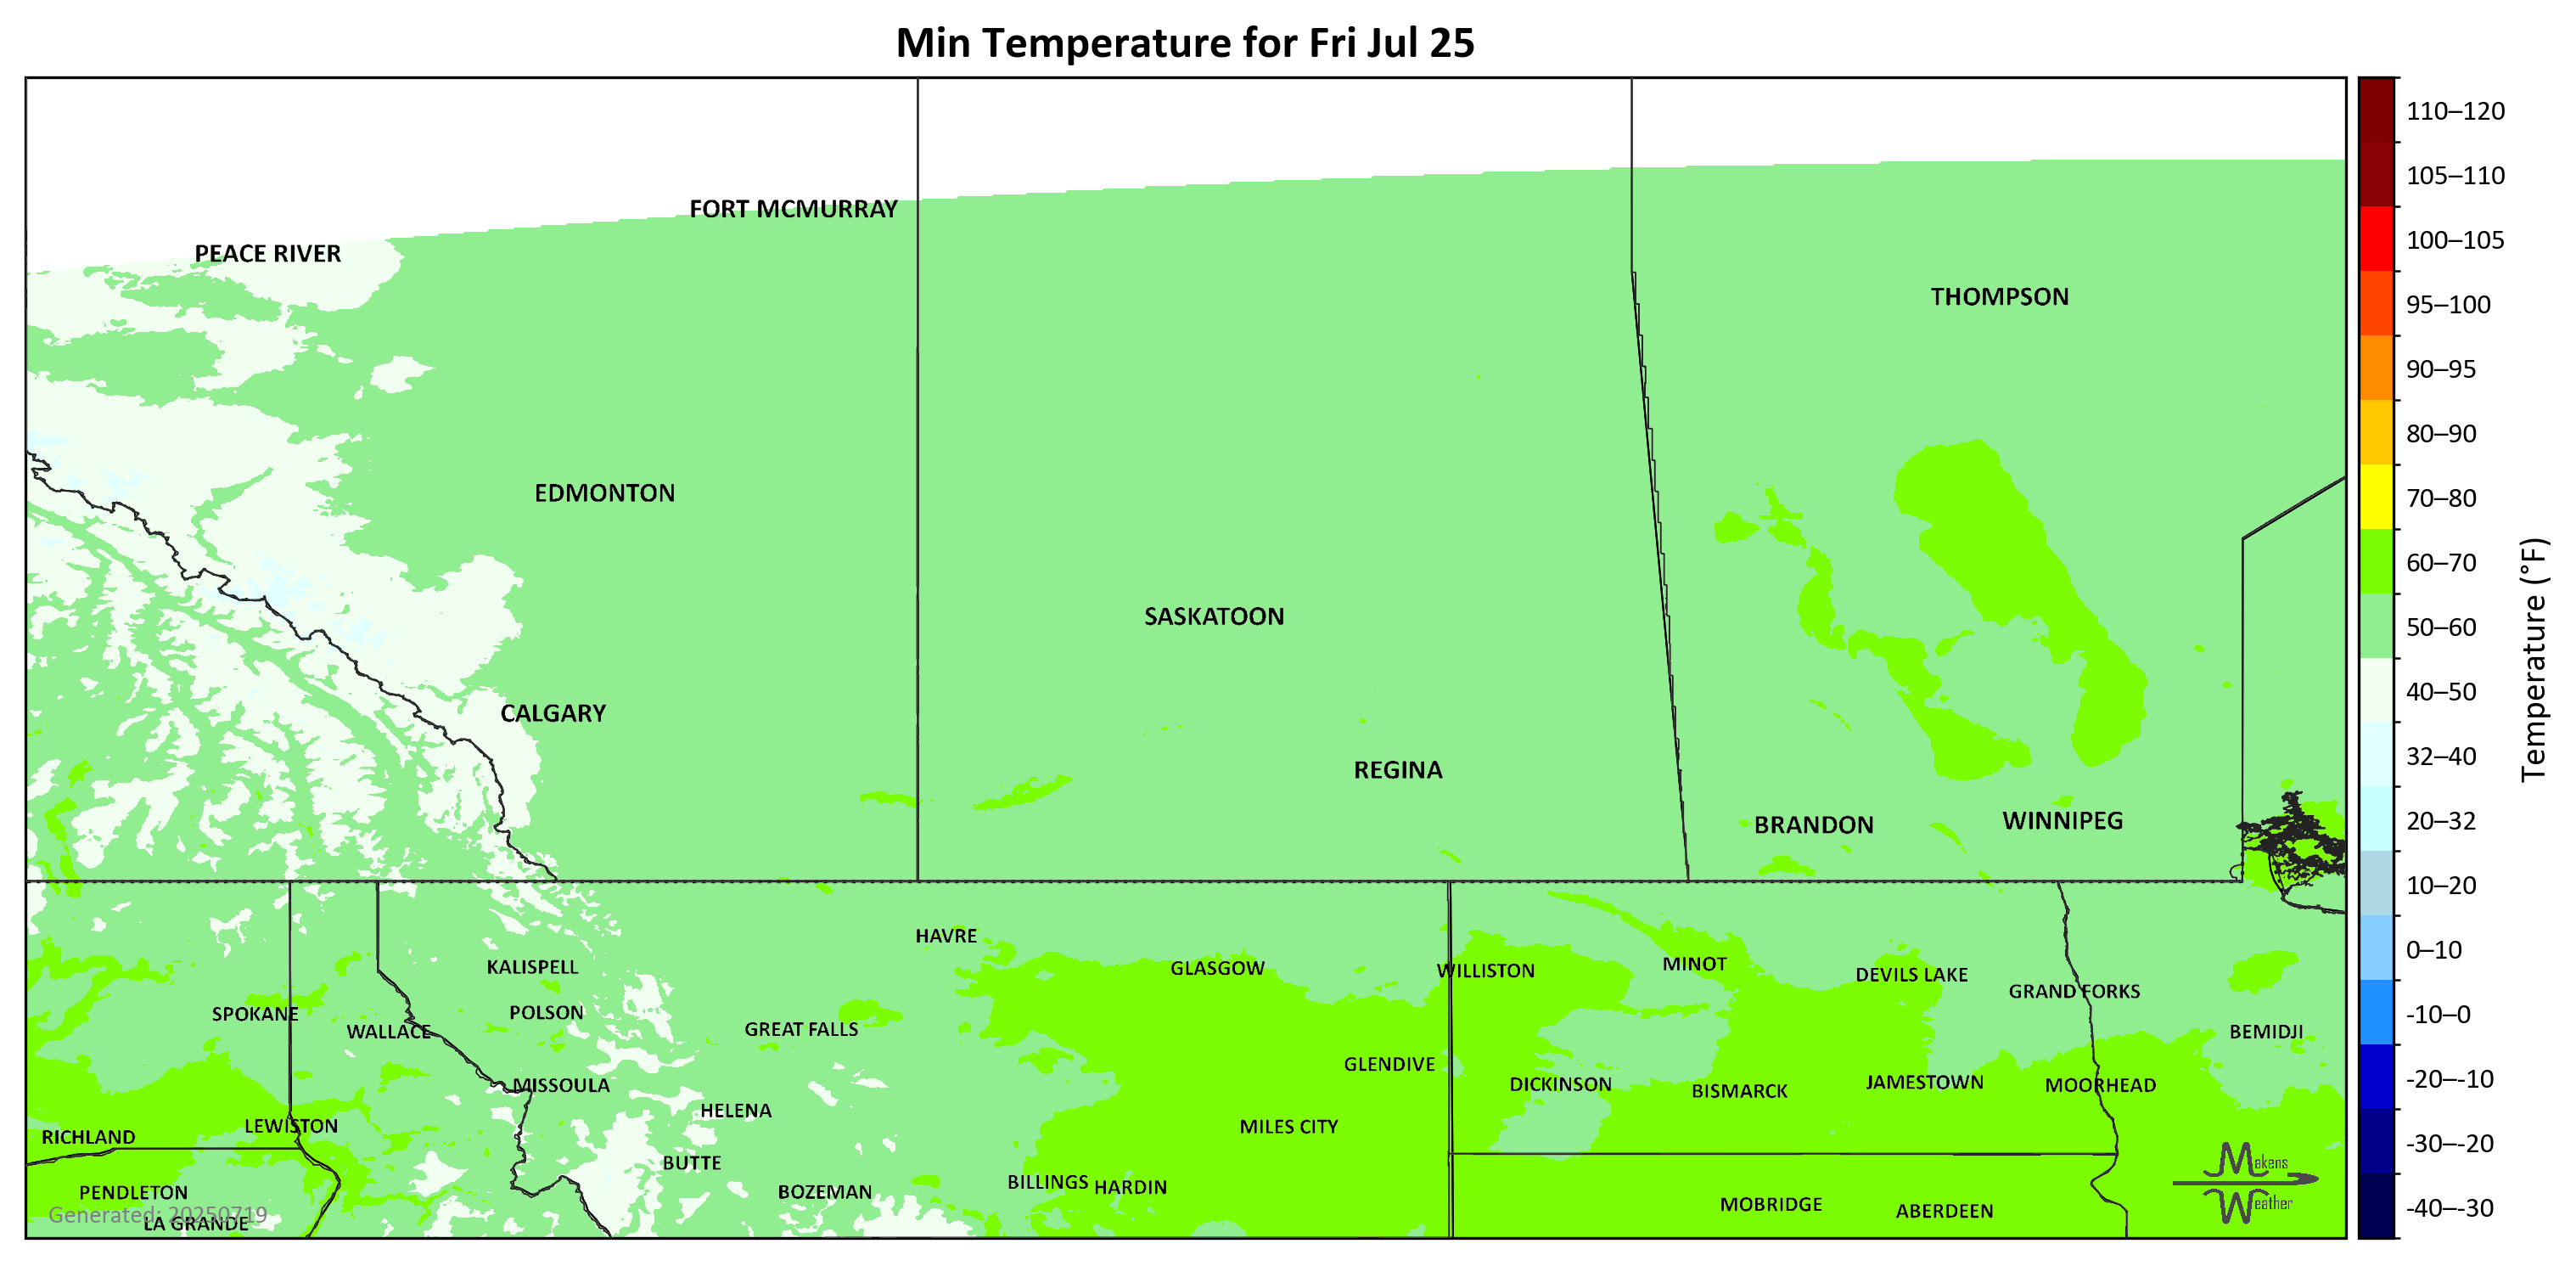 Min Temperature for Fri Jul 25
FORT MCMURRAY
PEACE RIVER
THOMPSON
EDMONTON
SASKATOON
CALGARY
REGINA
BRANDON
WINNIPEG
HAVRE
KALISPELL
GLASGOW
WILLISTON
MINOT
DEVILS LAKE
GRAND FORKS
SPOKANE
POLSON
WALLACE
GREAT FALLS
BEMIDJI
GLENDIVE
MISSOULA
DICKINSON
BISMARCK
JAMESTOWN
MOORHEAD
HELENA
LEWISTON
MILES CITY
RICHLAND
BUTTE
PENDLETON
BOZEMAN
BILLINGS
HARDIN
MOBRIDGE
ABERDEEN
LA GRANDE
Generated: 20250719
Makens
Weather
110–120
105–110
100–105
95–100
90–95
80–90
70–80
60–70
50–60
40–50
32–40
20–32
10–20
0–10
-10–0
-20–-10
-30–-20
-40–-30
Temperature (°F)